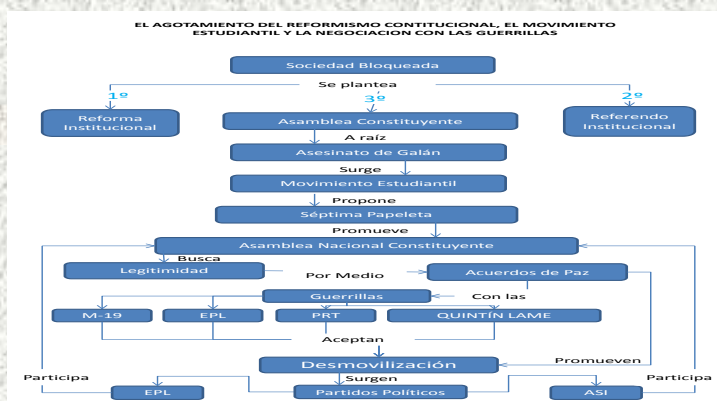 EL AGOTAMIENTO DEL REFORMISMO CONTITUCIONAL, EL MOVIMIENTO
ESTUDIANTIL Y LA NEGOCIACION CON LAS GUERRILLAS
Sociedad Bloqueada
Se plantea
1º
3º
2º
Reforma
Institucional
Asamblea Constituyente
Referendo
Institucional
A raíz
Asesinato de Galán
Surge
Movimiento Estudiantil
Propone
Séptima Papeleta
Promueve
Asamblea Nacional Constituyente
Busca
Legitimidad
Por Medio
Acuerdos de Paz
Guerrillas
Con las
M-19
EPL
PRT
QUINTÍN LAME
Aceptan
Desmovilización
Promueven
Participa
Surgen
Participa
EPL
Partidos Políticos
ASI